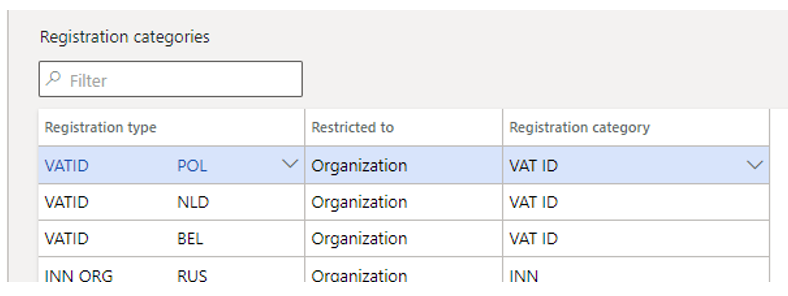 Registration categories
Filter
Registration type Restricted to Registration category
VATID POL Organization VAT ID
VATID NLD Organization VAT ID
VATID BEL Organization VAT ID
INN ORG RUS Organization INN